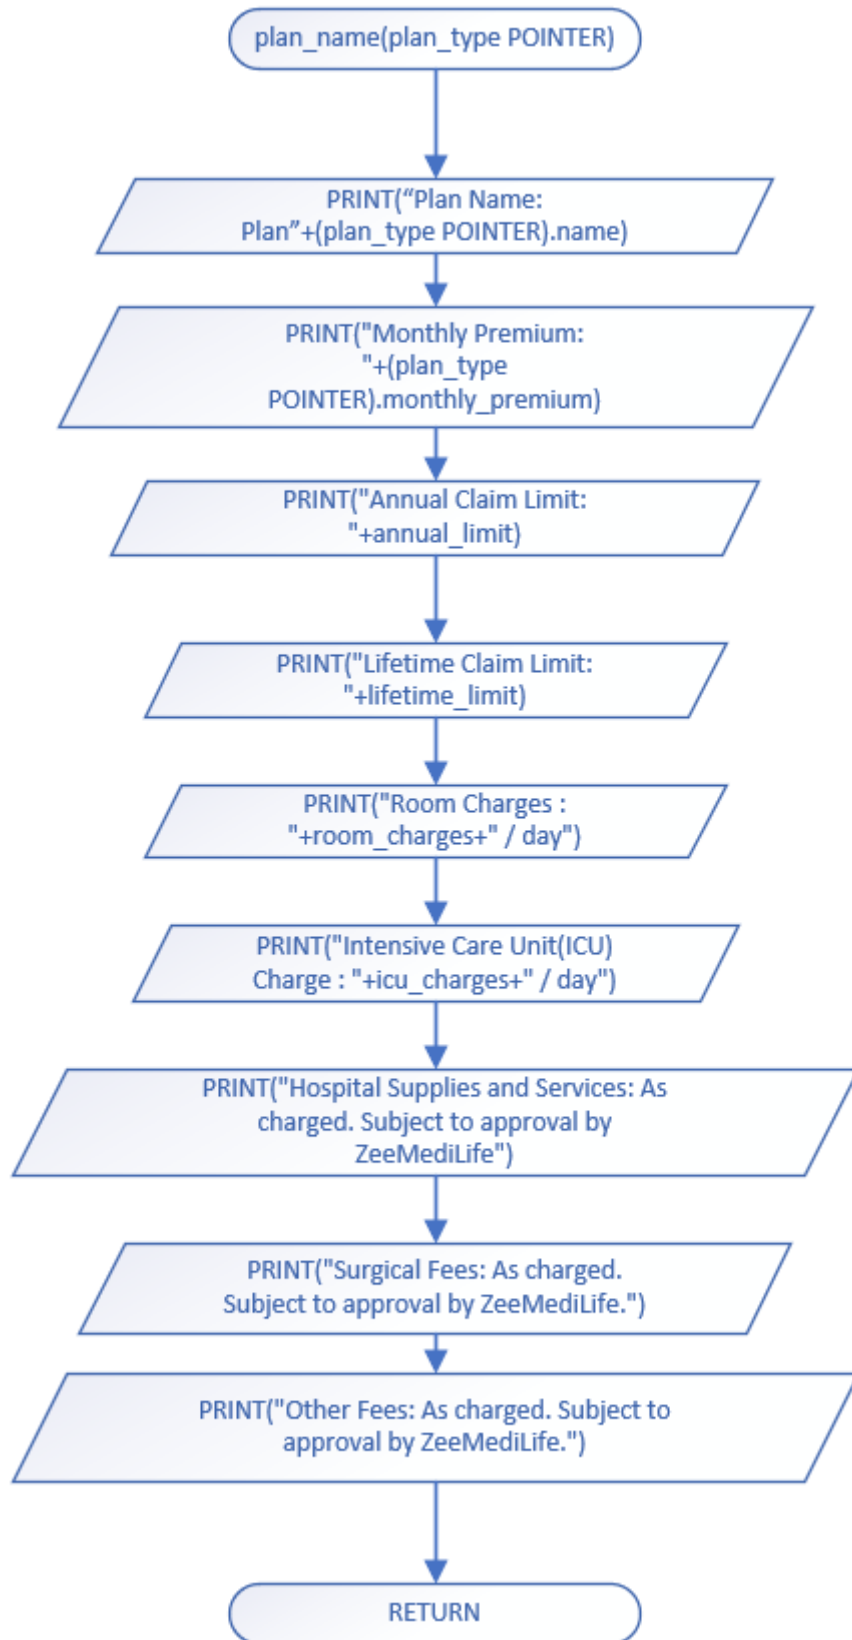 plan_name(plan_type POINTER)
PRINT(“Plan Name:
Plan”+(plan_type POINTER).name)
PRINT("Monthly Premium:
"+(plan_type
POINTER).monthly_premium)
PRINT("Annual Claim Limit:
"+annual_limit)
PRINT("Lifetime Claim Limit:
"+lifetime_limit)
PRINT("Room Charges :
"+room_charges+" / day")
PRINT("Intensive Care Unit(ICU)
Charge : "+icu_charges+" / day")
PRINT("Hospital Supplies and Services: As
charged. Subject to approval by
ZeeMediLife")
PRINT("Surgical Fees: As charged.
Subject to approval by ZeeMediLife.")
PRINT("Other Fees: As charged. Subject to
approval by ZeeMediLife.")
RETURN